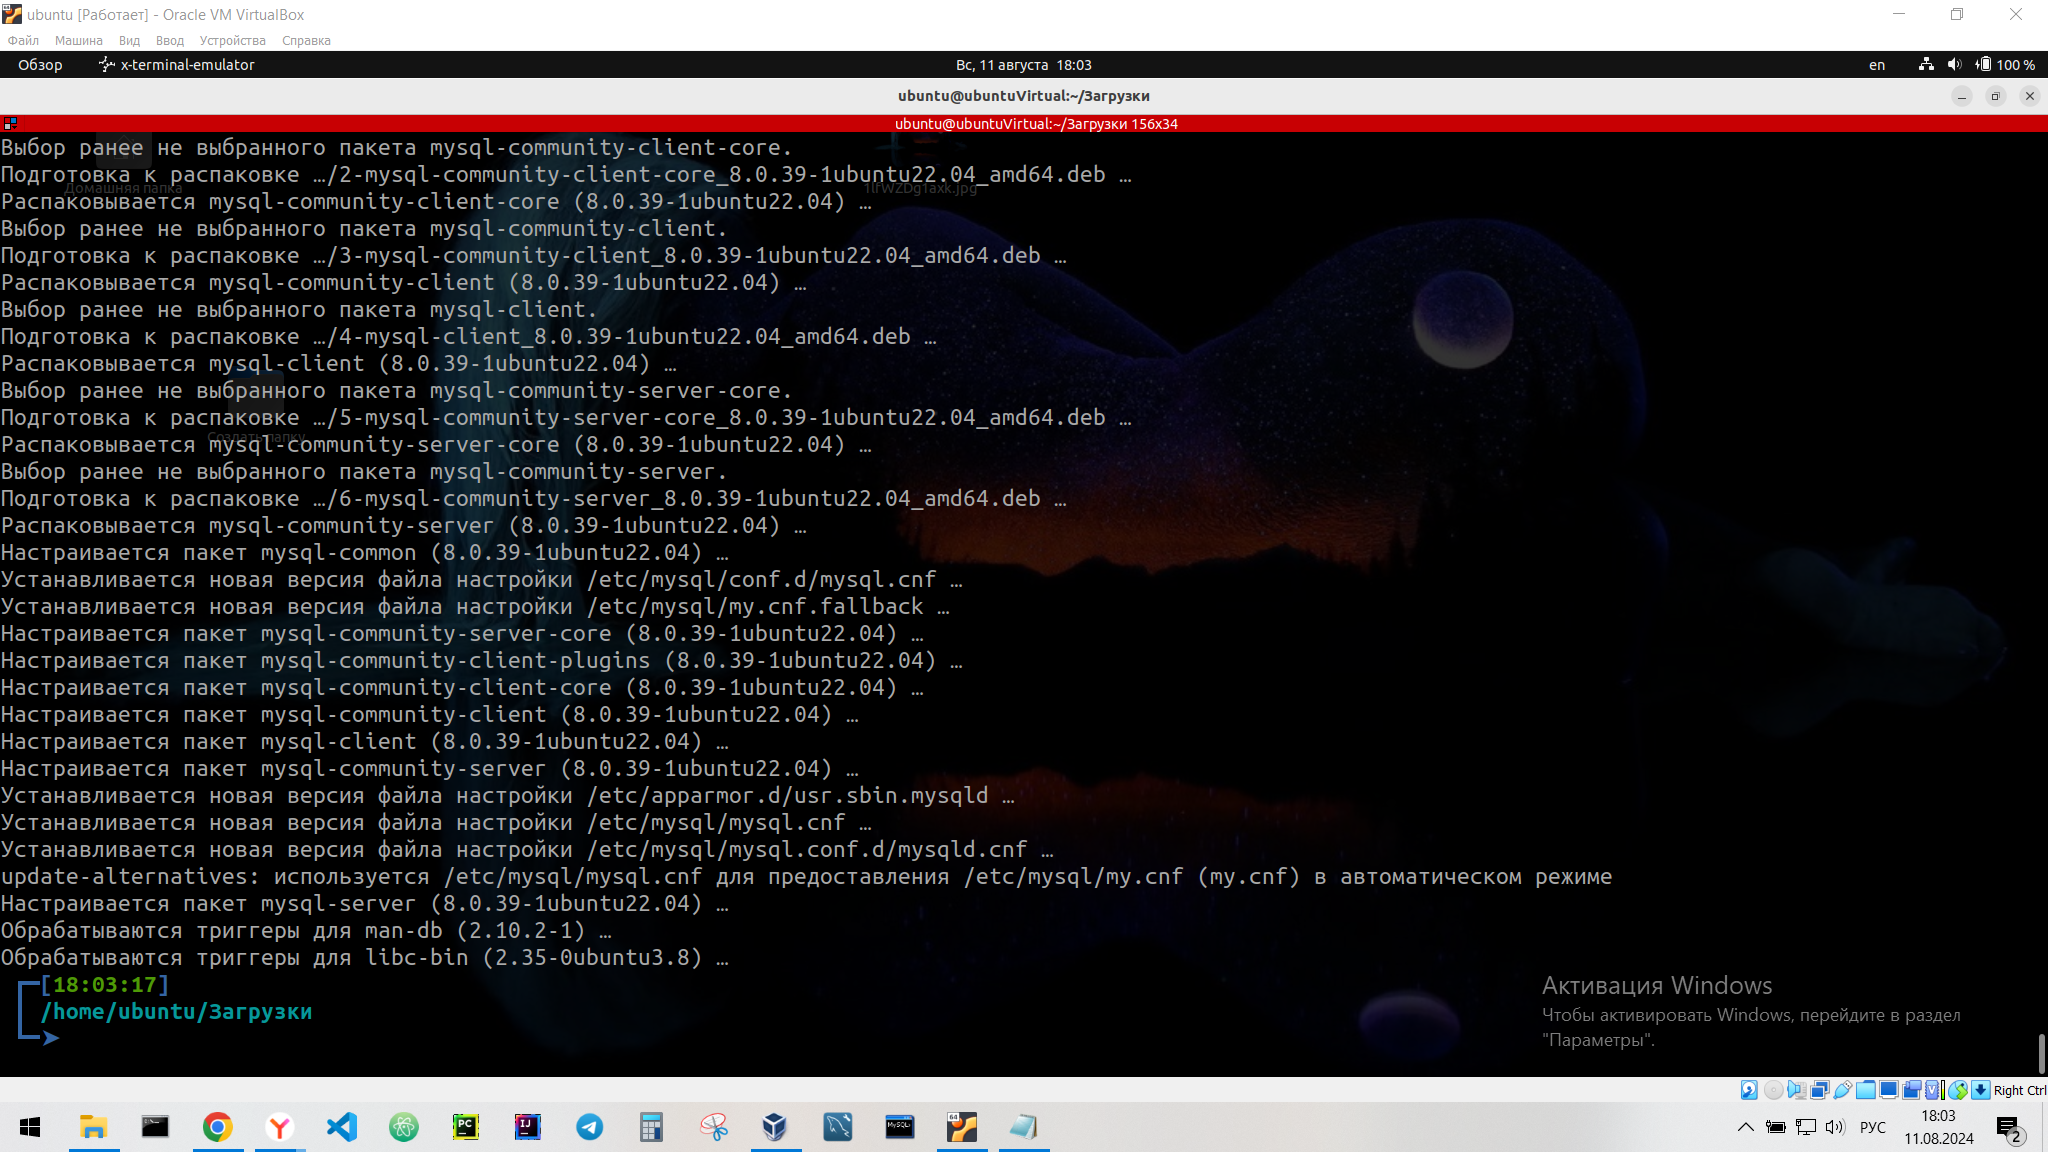 ubuntu [Работает] - Oracle VM VirtualBox
Файл Машина Вид Ввод Устройства Справка
Обзор x-terminal-emulator Вс, 11 августа 18:03 en 100 %
ubuntu@ubuntuVirtual:~/Загрузки
ubuntu@ubuntuVirtual:~/Загрузки 156x34
Выбор ранее не выбранного пакета mysql-community-client-core.
Подготовка к распаковке …/2-mysql-community-client-core_8.0.39-1ubuntu22.04_amd64.deb …
Домашняя папка 1lfWZDg1axk.jpg
Распаковывается mysql-community-client-core (8.0.39-1ubuntu22.04) …
Выбор ранее не выбранного пакета mysql-community-client.
Подготовка к распаковке …/3-mysql-community-client_8.0.39-1ubuntu22.04_amd64.deb …
Распаковывается mysql-community-client (8.0.39-1ubuntu22.04) …
Выбор ранее не выбранного пакета mysql-client.
Подготовка к распаковке …/4-mysql-client_8.0.39-1ubuntu22.04_amd64.deb …
Распаковывается mysql-client (8.0.39-1ubuntu22.04) …
Выбор ранее не выбранного пакета mysql-community-server-core.
Подготовка к распаковке …/5-mysql-community-server-core_8.0.39-1ubuntu22.04_amd64.deb …
Создать папку
Распаковывается mysql-community-server-core (8.0.39-1ubuntu22.04) …
Выбор ранее не выбранного пакета mysql-community-server.
Подготовка к распаковке …/6-mysql-community-server_8.0.39-1ubuntu22.04_amd64.deb …
Распаковывается mysql-community-server (8.0.39-1ubuntu22.04) …
Настраивается пакет mysql-common (8.0.39-1ubuntu22.04) …
Устанавливается новая версия файла настройки /etc/mysql/conf.d/mysql.cnf …
Устанавливается новая версия файла настройки /etc/mysql/my.cnf.fallback …
Настраивается пакет mysql-community-server-core (8.0.39-1ubuntu22.04) …
Настраивается пакет mysql-community-client-plugins (8.0.39-1ubuntu22.04) …
Настраивается пакет mysql-community-client-core (8.0.39-1ubuntu22.04) …
Настраивается пакет mysql-community-client (8.0.39-1ubuntu22.04) …
Настраивается пакет mysql-client (8.0.39-1ubuntu22.04) …
Настраивается пакет mysql-community-server (8.0.39-1ubuntu22.04) …
Устанавливается новая версия файла настройки /etc/apparmor.d/usr.sbin.mysqld …
Устанавливается новая версия файла настройки /etc/mysql/mysql.cnf …
Устанавливается новая версия файла настройки /etc/mysql/mysql.conf.d/mysqld.cnf …
update-alternatives: используется /etc/mysql/mysql.cnf для предоставления /etc/mysql/my.cnf (my.cnf) в автоматическом режиме
Настраивается пакет mysql-server (8.0.39-1ubuntu22.04) …
Обрабатываются триггеры для man-db (2.10.2-1) …
Обрабатываются триггеры для libc-bin (2.35-0ubuntu3.8) …
[18:03:17]
/home/ubuntu/Загрузки
Активация Windows
Чтобы активировать Windows, перейдите в раздел
"Параметры".
Right Ctrl
PC IJ MySQL 64
РУС 18:03
11.08.2024 2